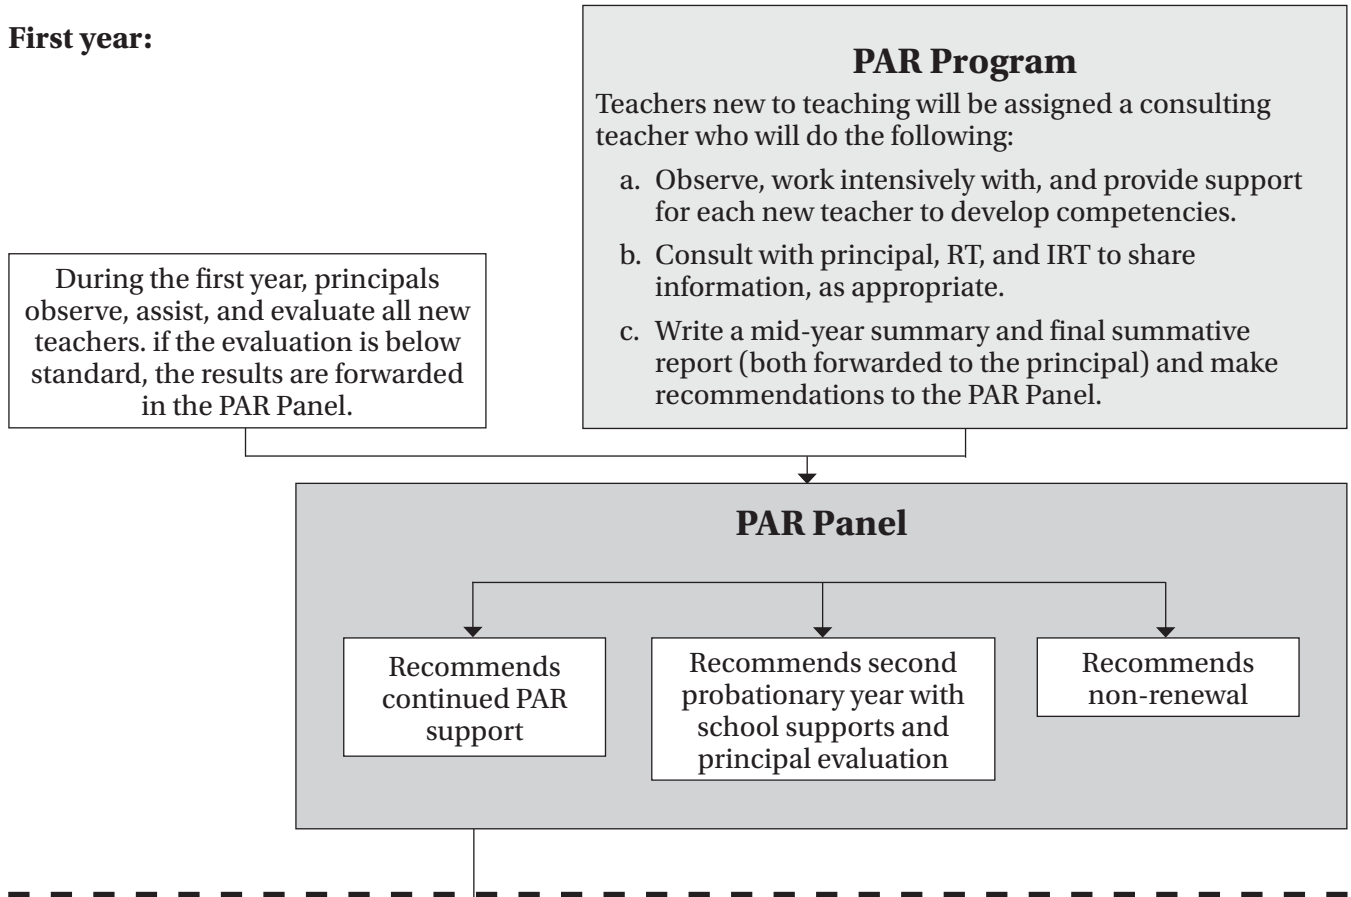 First year:
PAR Program
Teachers new to teaching will be assigned a consulting
teacher who will do the following:
a. Observe, work intensively with, and provide support
for each new teacher to develop competencies.
b. Consult with principal, RT, and IRT to share
information, as appropriate.
c. Write a mid-year summary and final summative
report (both forwarded to the principal) and make
recommendations to the PAR Panel.
During the first year, principals
observe, assist, and evaluate all new
teachers. if the evaluation is below
standard, the results are forwarded
in the PAR Panel.
PAR Panel
Recommends
continued PAR
support
Recommends second
probationary year with
school supports and
principal evaluation
Recommends
non-renewal